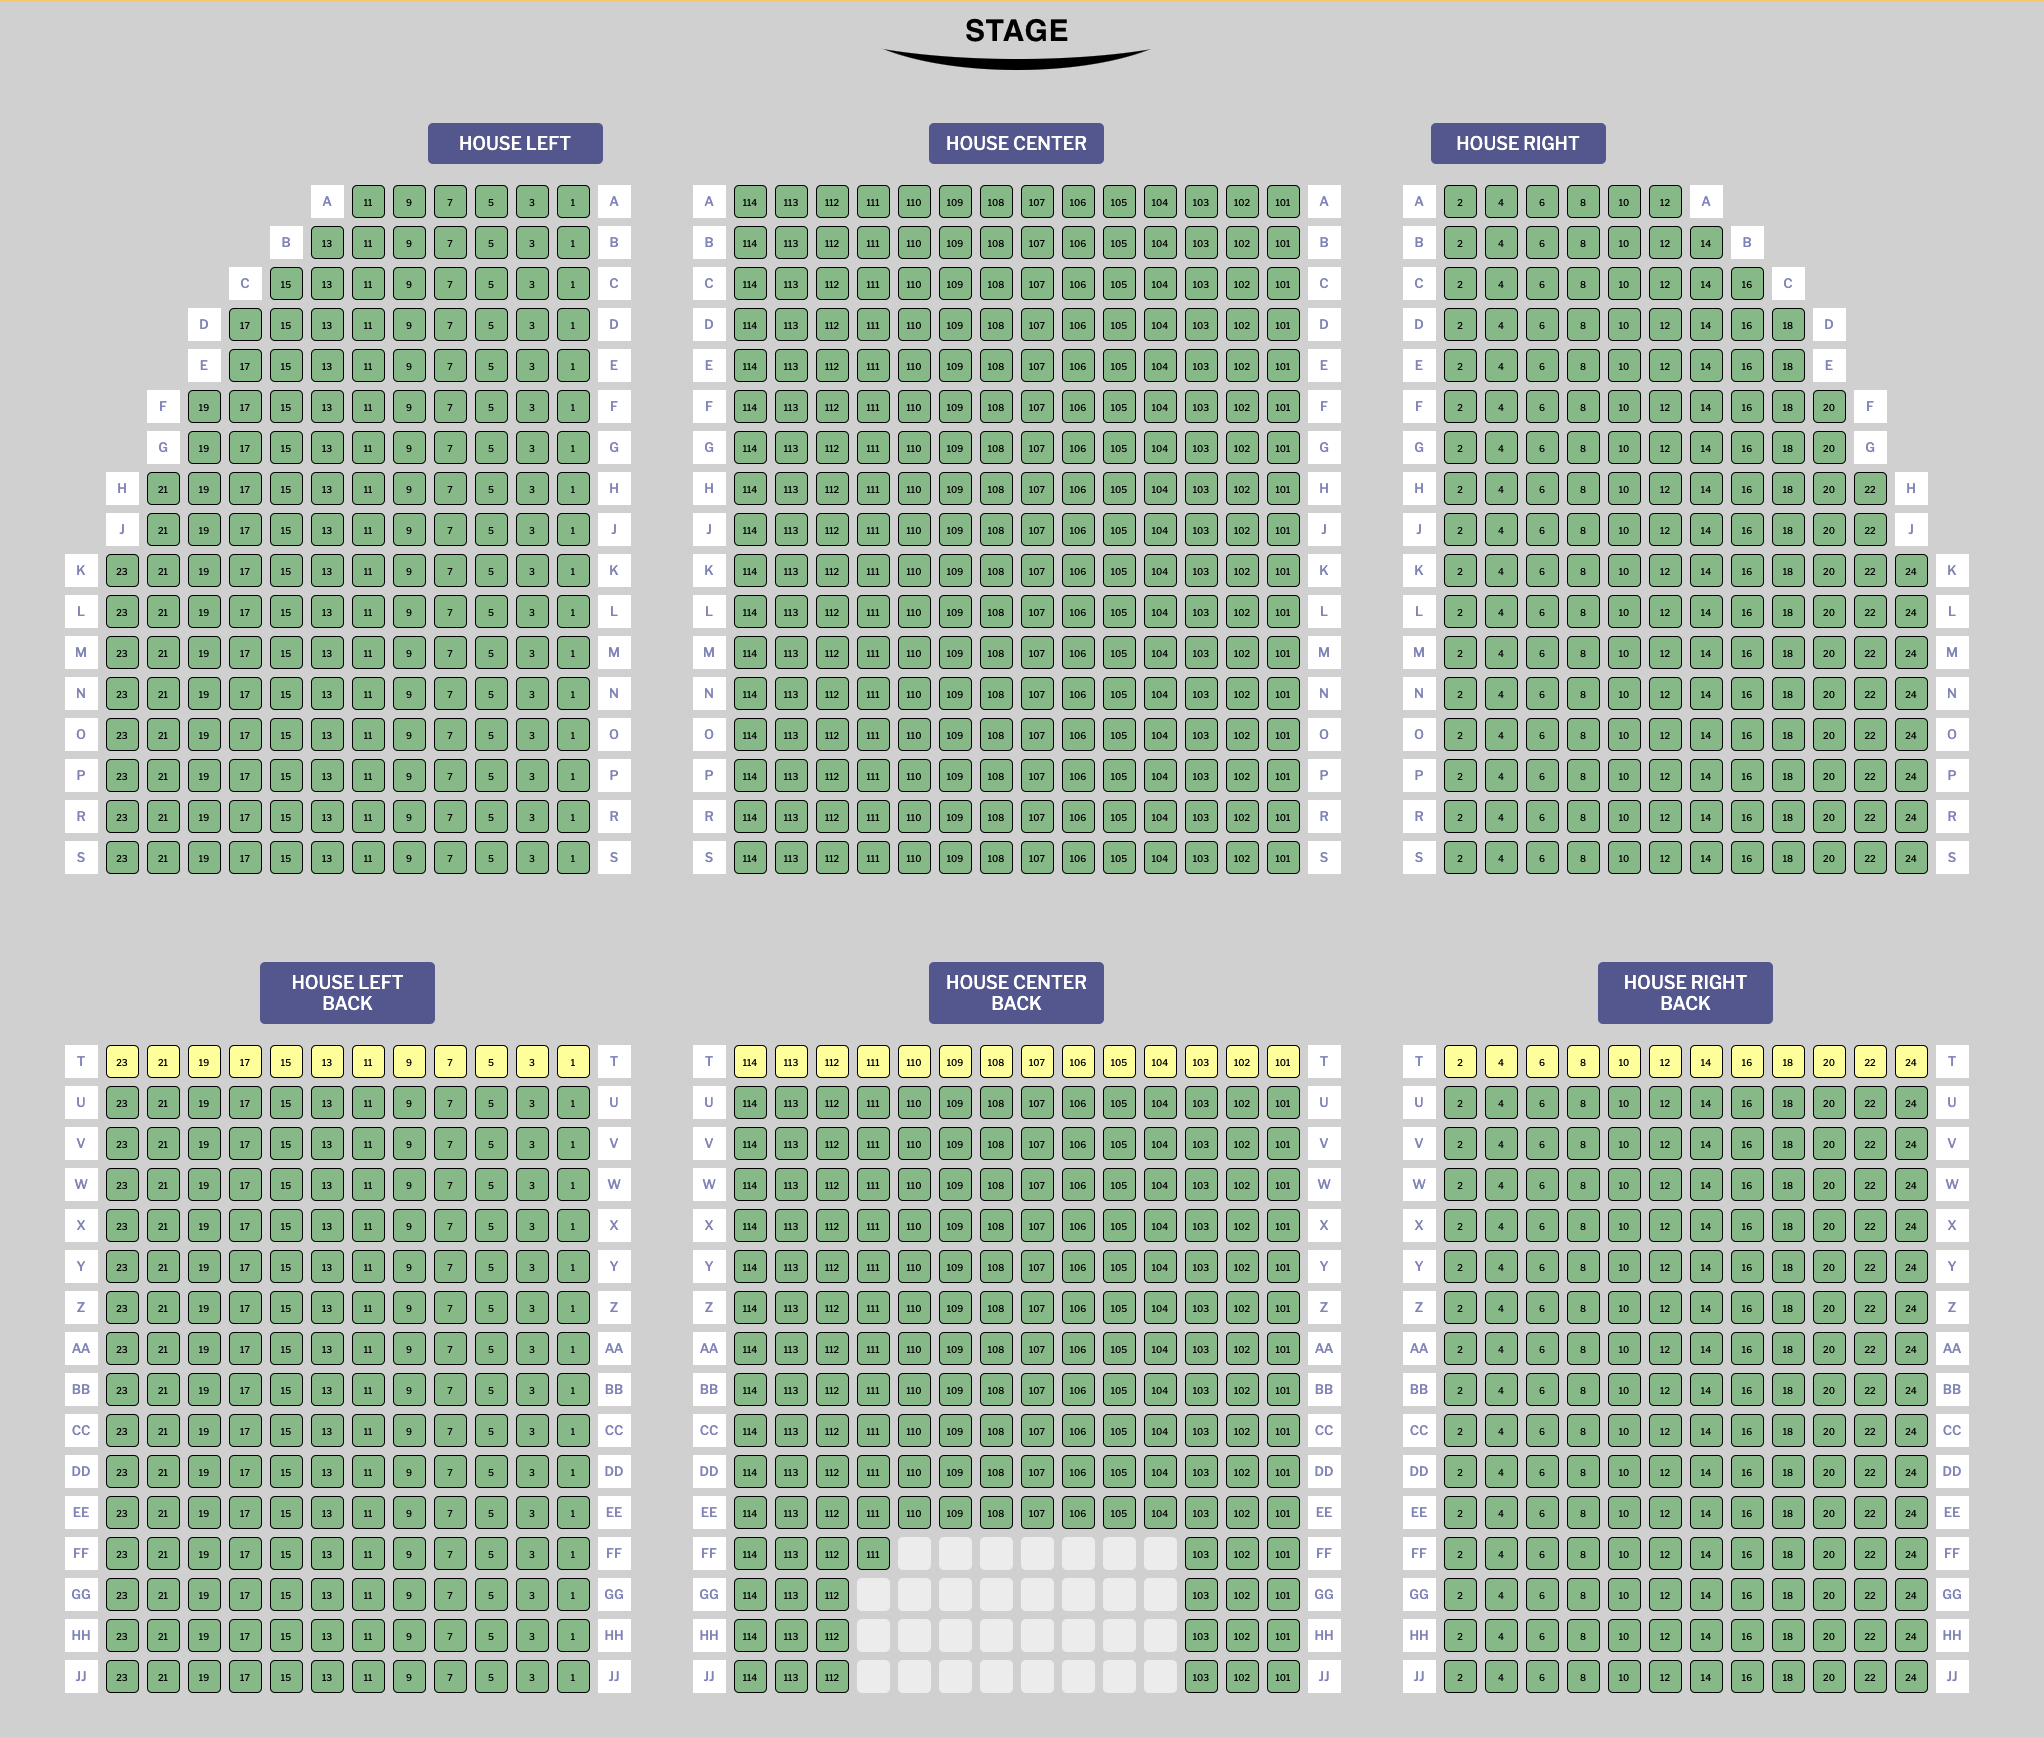 STAGE
HOUSE LEFT HOUSE CENTER HOUSE RIGHT
A 11 9 7 5 3 1 A A 114 113 112 111 110 109 108 107 106 105 104 103 102 101 A A 2 4 6 8 10 12 A
B 13 11 9 7 5 3 1 B B 114 113 112 111 110 109 108 107 106 105 104 103 102 101 B B 2 4 6 8 10 12 14 B
C 15 13 11 9 7 5 3 1 C C 114 113 112 111 110 109 108 107 106 105 104 103 102 101 C C 2 4 6 8 10 12 14 16 C
D 17 15 13 11 9 7 5 3 1 D D 114 113 112 111 110 109 108 107 106 105 104 103 102 101 D D 2 4 6 8 10 12 14 16 18 D
E 17 15 13 11 9 7 5 3 1 E E 114 113 112 111 110 109 108 107 106 105 104 103 102 101 E E 2 4 6 8 10 12 14 16 18 E
F 19 17 15 13 11 9 7 5 3 1 F F 114 113 112 111 110 109 108 107 106 105 104 103 102 101 F F 2 4 6 8 10 12 14 16 18 20 F
G 19 17 15 13 11 9 7 5 3 1 G G 114 113 112 111 110 109 108 107 106 105 104 103 102 101 G G 2 4 6 8 10 12 14 16 18 20 G
H 21 19 17 15 13 11 9 7 5 3 1 H H 114 113 112 111 110 109 108 107 106 105 104 103 102 101 H H 2 4 6 8 10 12 14 16 18 20 22 H
J 21 19 17 15 13 11 9 7 5 3 1 J J 114 113 112 111 110 109 108 107 106 105 104 103 102 101 J J 2 4 6 8 10 12 14 16 18 20 22 J
K 23 21 19 17 15 13 11 9 7 5 3 1 K K 114 113 112 111 110 109 108 107 106 105 104 103 102 101 K K 2 4 6 8 10 12 14 16 18 20 22 24 K
L 23 21 19 17 15 13 11 9 7 5 3 1 L L 114 113 112 111 110 109 108 107 106 105 104 103 102 101 L L 2 4 6 8 10 12 14 16 18 20 22 24 L
M 23 21 19 17 15 13 11 9 7 5 3 1 M M 114 113 112 111 110 109 108 107 106 105 104 103 102 101 M M 2 4 6 8 10 12 14 16 18 20 22 24 M
N 23 21 19 17 15 13 11 9 7 5 3 1 N N 114 113 112 111 110 109 108 107 106 105 104 103 102 101 N N 2 4 6 8 10 12 14 16 18 20 22 24 N
O 23 21 19 17 15 13 11 9 7 5 3 1 O O 114 113 112 111 110 109 108 107 106 105 104 103 102 101 O O 2 4 6 8 10 12 14 16 18 20 22 24 O
P 23 21 19 17 15 13 11 9 7 5 3 1 P P 114 113 112 111 110 109 108 107 106 105 104 103 102 101 P P 2 4 6 8 10 12 14 16 18 20 22 24 P
R 23 21 19 17 15 13 11 9 7 5 3 1 R R 114 113 112 111 110 109 108 107 106 105 104 103 102 101 R R 2 4 6 8 10 12 14 16 18 20 22 24 R
S 23 21 19 17 15 13 11 9 7 5 3 1 S S 114 113 112 111 110 109 108 107 106 105 104 103 102 101 S S 2 4 6 8 10 12 14 16 18 20 22 24 S
HOUSE LEFT HOUSE CENTER HOUSE RIGHT
BACK BACK BACK
T 23 21 19 17 15 13 11 9 7 5 3 1 T T 114 113 112 111 110 109 108 107 106 105 104 103 102 101 T T 2 4 6 8 10 12 14 16 18 20 22 24 T
U 23 21 19 17 15 13 11 9 7 5 3 1 U U 114 113 112 111 110 109 108 107 106 105 104 103 102 101 U U 2 4 6 8 10 12 14 16 18 20 22 24 U
V 23 21 19 17 15 13 11 9 7 5 3 1 V V 114 113 112 111 110 109 108 107 106 105 104 103 102 101 V V 2 4 6 8 10 12 14 16 18 20 22 24 V
W 23 21 19 17 15 13 11 9 7 5 3 1 W W 114 113 112 111 110 109 108 107 106 105 104 103 102 101 W W 2 4 6 8 10 12 14 16 18 20 22 24 W
X 23 21 19 17 15 13 11 9 7 5 3 1 X X 114 113 112 111 110 109 108 107 106 105 104 103 102 101 X X 2 4 6 8 10 12 14 16 18 20 22 24 X
Y 23 21 19 17 15 13 11 9 7 5 3 1 Y Y 114 113 112 111 110 109 108 107 106 105 104 103 102 101 Y Y 2 4 6 8 10 12 14 16 18 20 22 24 Y
Z 23 21 19 17 15 13 11 9 7 5 3 1 Z Z 114 113 112 111 110 109 108 107 106 105 104 103 102 101 Z Z 2 4 6 8 10 12 14 16 18 20 22 24 Z
AA 23 21 19 17 15 13 11 9 7 5 3 1 AA AA 114 113 112 111 110 109 108 107 106 105 104 103 102 101 AA AA 2 4 6 8 10 12 14 16 18 20 22 24 AA
BB 23 21 19 17 15 13 11 9 7 5 3 1 BB BB 114 113 112 111 110 109 108 107 106 105 104 103 102 101 BB BB 2 4 6 8 10 12 14 16 18 20 22 24 BB
CC 23 21 19 17 15 13 11 9 7 5 3 1 CC CC 114 113 112 111 110 109 108 107 106 105 104 103 102 101 CC CC 2 4 6 8 10 12 14 16 18 20 22 24 CC
DD 23 21 19 17 15 13 11 9 7 5 3 1 DD DD 114 113 112 111 110 109 108 107 106 105 104 103 102 101 DD DD 2 4 6 8 10 12 14 16 18 20 22 24 DD
EE 23 21 19 17 15 13 11 9 7 5 3 1 EE EE 114 113 112 111 110 109 108 107 106 105 104 103 102 101 EE EE 2 4 6 8 10 12 14 16 18 20 22 24 EE
FF 23 21 19 17 15 13 11 9 7 5 3 1 FF FF 114 113 112 111 103 102 101 FF FF 2 4 6 8 10 12 14 16 18 20 22 24 FF
GG 23 21 19 17 15 13 11 9 7 5 3 1 GG GG 114 113 112 103 102 101 GG GG 2 4 6 8 10 12 14 16 18 20 22 24 GG
HH 23 21 19 17 15 13 11 9 7 5 3 1 HH HH 114 113 112 103 102 101 HH HH 2 4 6 8 10 12 14 16 18 20 22 24 HH
JJ 23 21 19 17 15 13 11 9 7 5 3 1 JJ JJ 114 113 112 103 102 101 JJ JJ 2 4 6 8 10 12 14 16 18 20 22 24 JJ